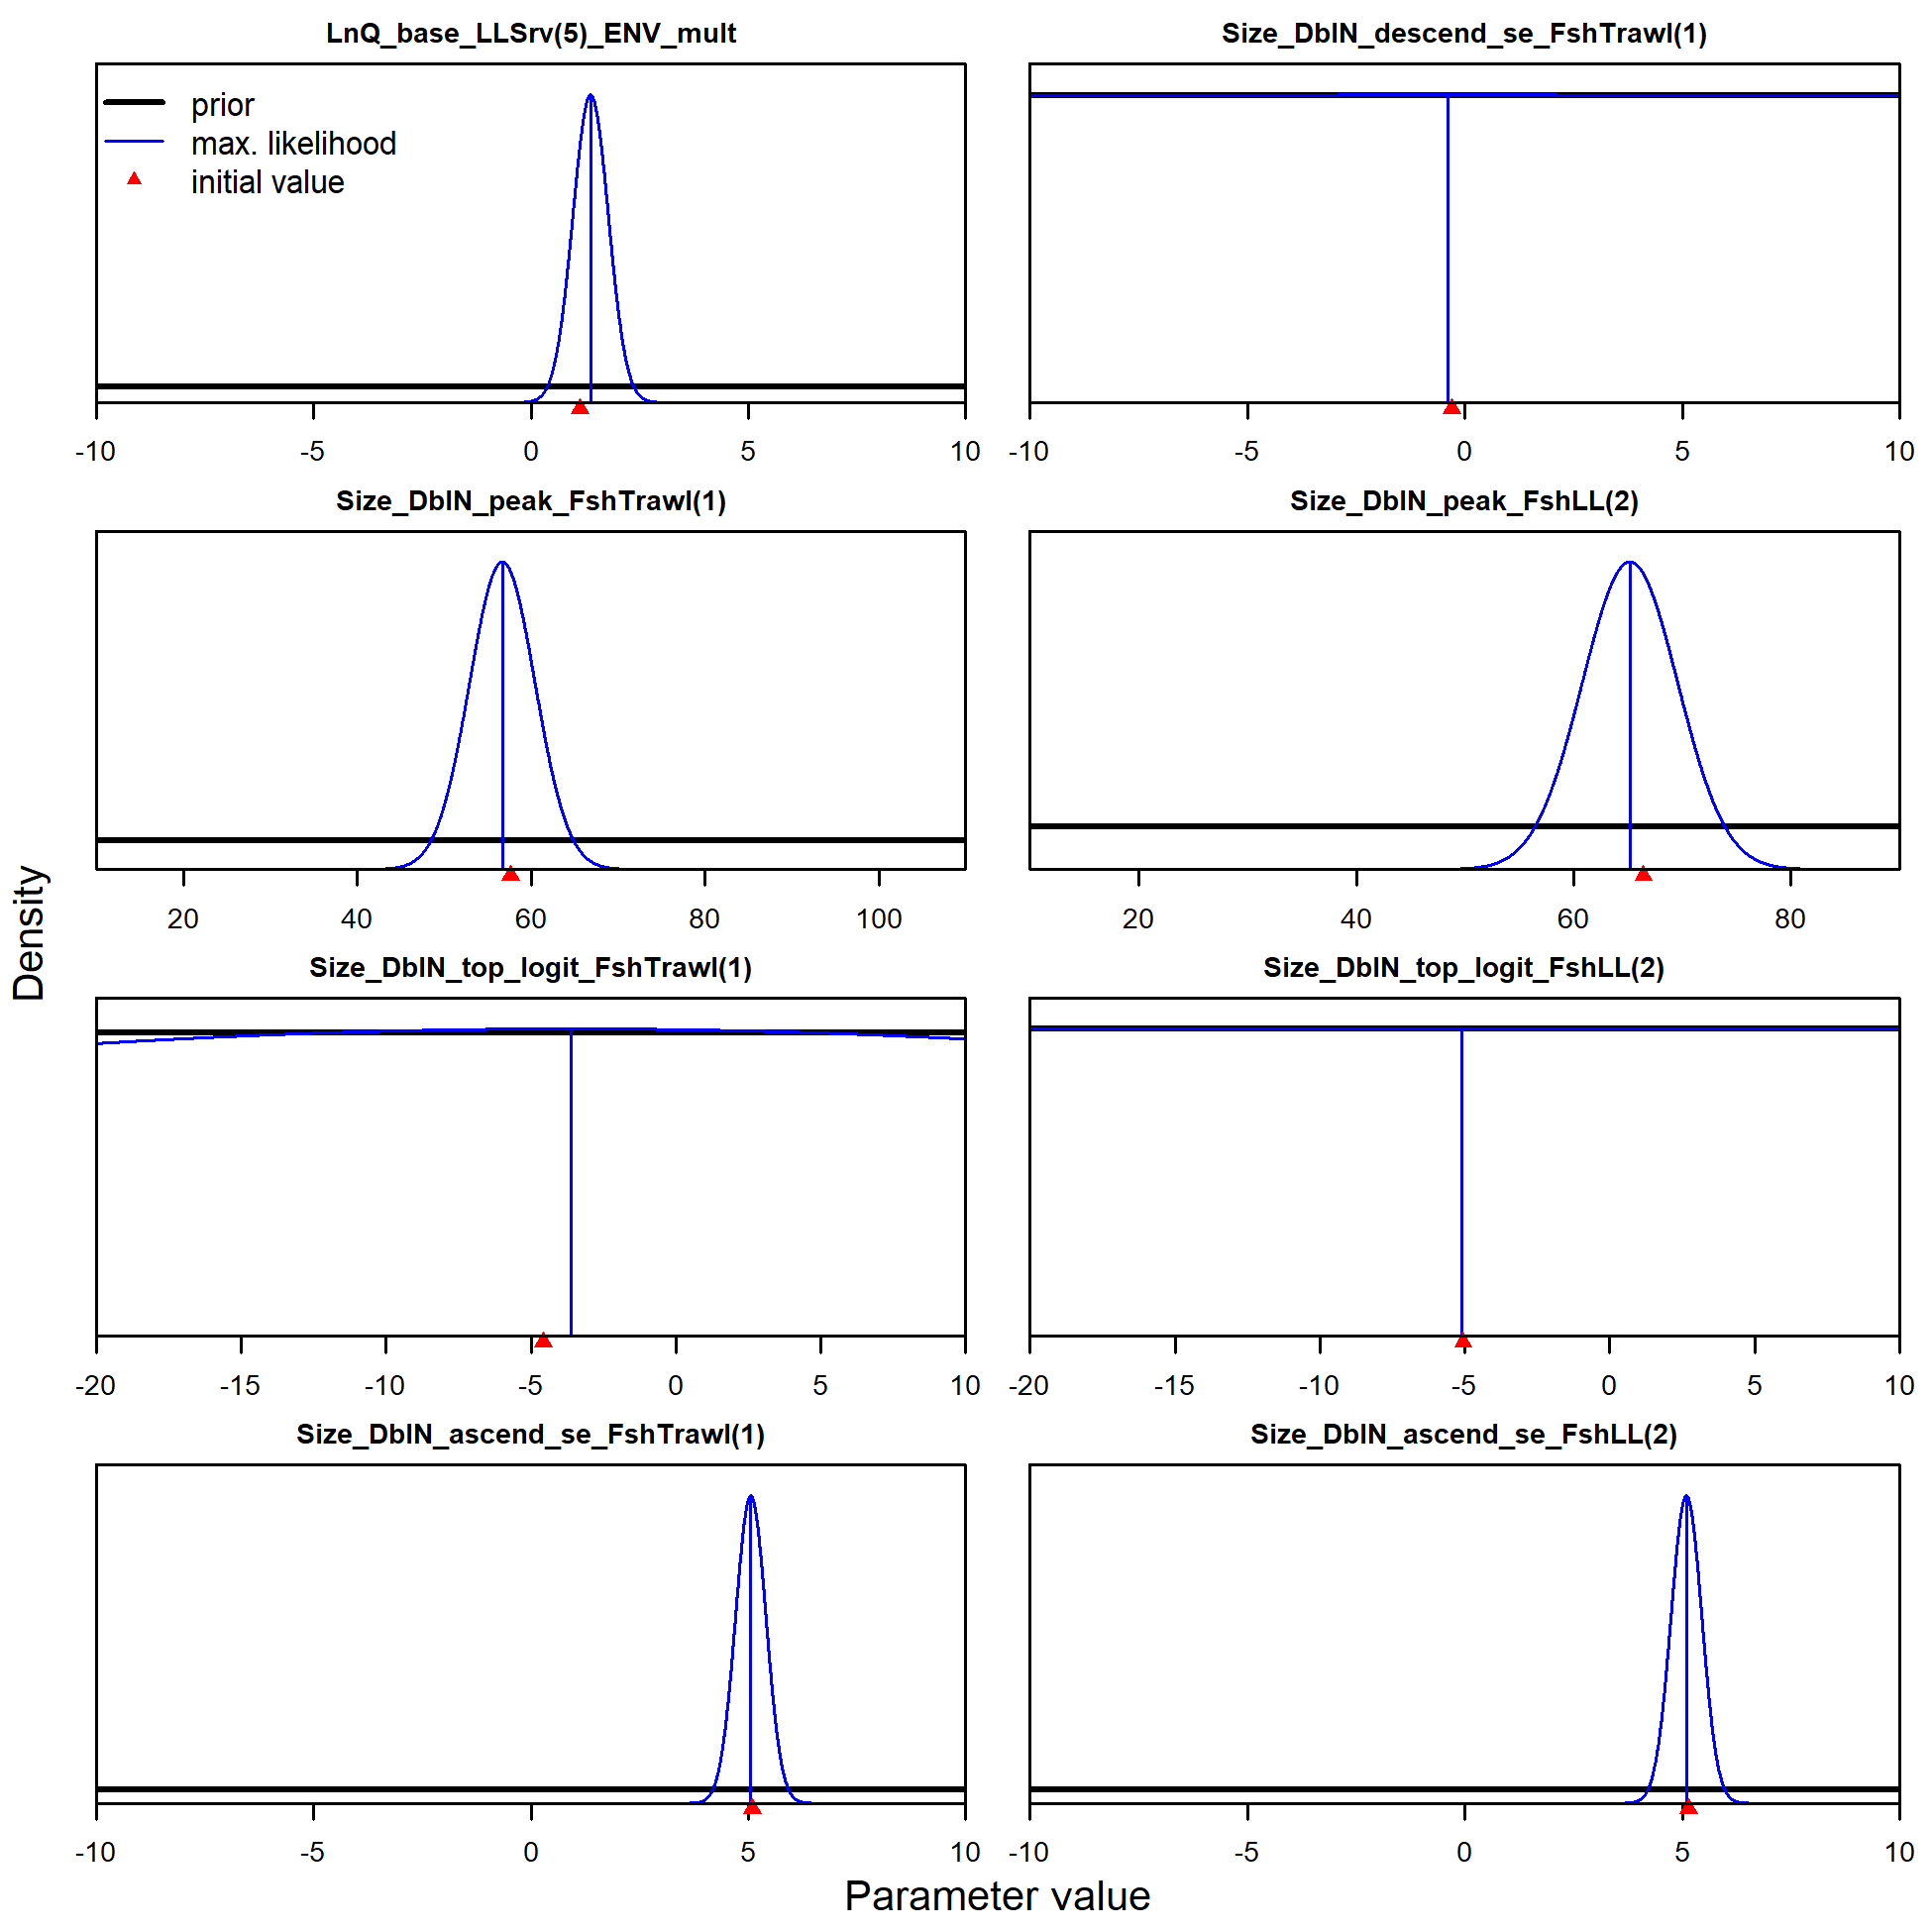 LnQ_base_LLSrv(5)_ENV_mult
prior
max. likelihood
initial value
-10 -5 0 5 10
Size_DblN_descend_se_FshTrawl(1)
-10 -5 0 5 10
Size_DblN_peak_FshTrawl(1)
20 40 60 80 100
Size_DblN_peak_FshLL(2)
20 40 60 80
Size_DblN_top_logit_FshTrawl(1)
-20 -15 -10 -5 0 5 10
Size_DblN_top_logit_FshLL(2)
-20 -15 -10 -5 0 5 10
Size_DblN_ascend_se_FshTrawl(1)
-10 -5 0 5 10
Size_DblN_ascend_se_FshLL(2)
-10 -5 0 5 10
Density
Parameter value